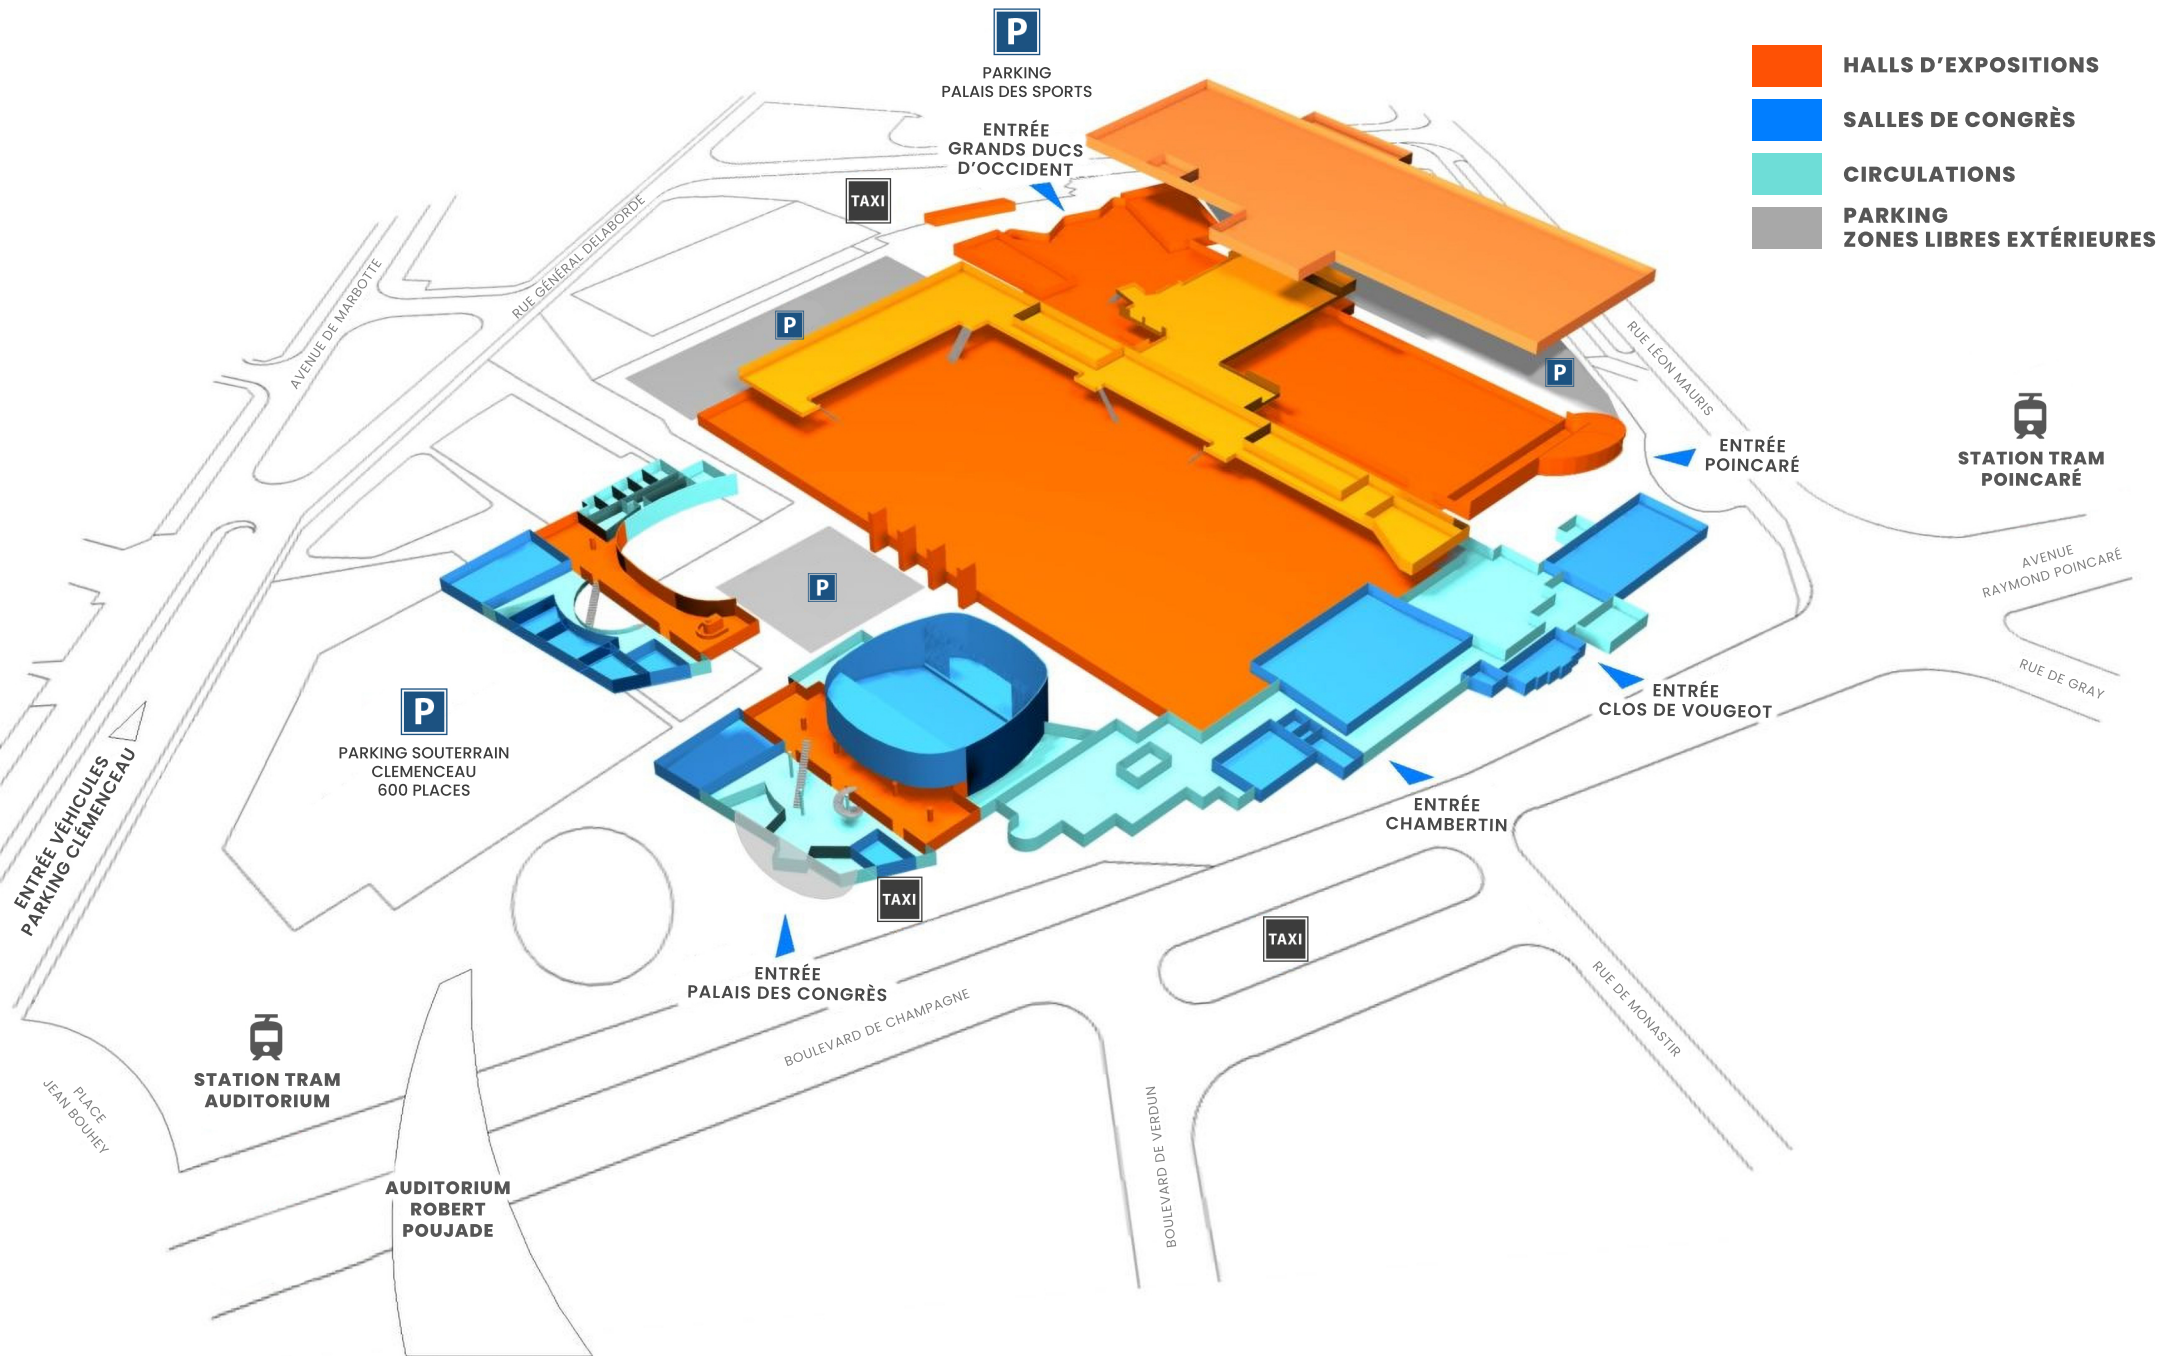 P
PARKING
PALAIS DES SPORTS
ENTRÉE
GRANDS DUCS
D'OCCIDENT
TAXI
HALLS D'EXPOSITIONS
SALLES DE CONGRÈS
CIRCULATIONS
PARKING
ZONES LIBRES EXTÉRIEURES
AVENUE DE MARBOTTE
RUE GÉNÉRAL DELABORDE
P
P
RUE LÉON MAURIS
ENTRÉE
POINCARÉ
STATION TRAM
POINCARÉ
AVENUE
RAYMOND POINCARÉ
RUE DE GRAY
P
ENTRÉE
CLOS DE VOUGEOT
P
PARKING SOUTERRAIN
CLEMENCEAU
600 PLACES
ENTRÉE VÉHICULES
PARKING CLÉMENCEAU
ENTRÉE
CHAMBERTIN
TAXI
TAXI
ENTRÉE
PALAIS DES CONGRÈS
BOULEVARD DE CHAMPAGNE
RUE DE MONASTIR
STATION TRAM
AUDITORIUM
PLACE
JEAN BOUHEY
BOULEVARD DE VERDUN
AUDITORIUM
ROBERT
POUJADE